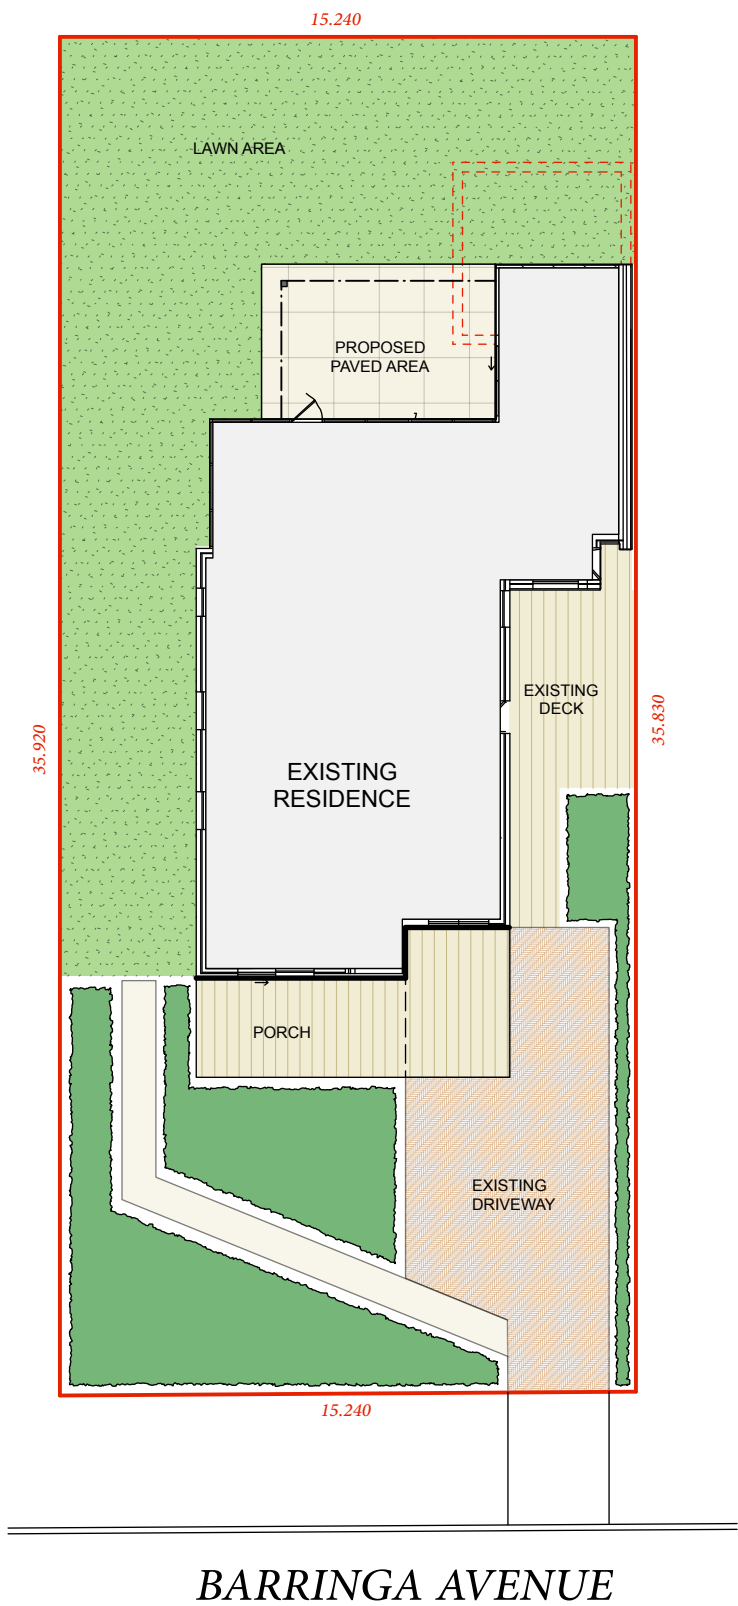 15.240
LAWN AREA
PROPOSED
PAVED AREA
EXISTING
DECK
35.920
35.830
EXISTING
RESIDENCE
PORCH
EXISTING
DRIVEWAY
15.240
BARRINGA AVENUE